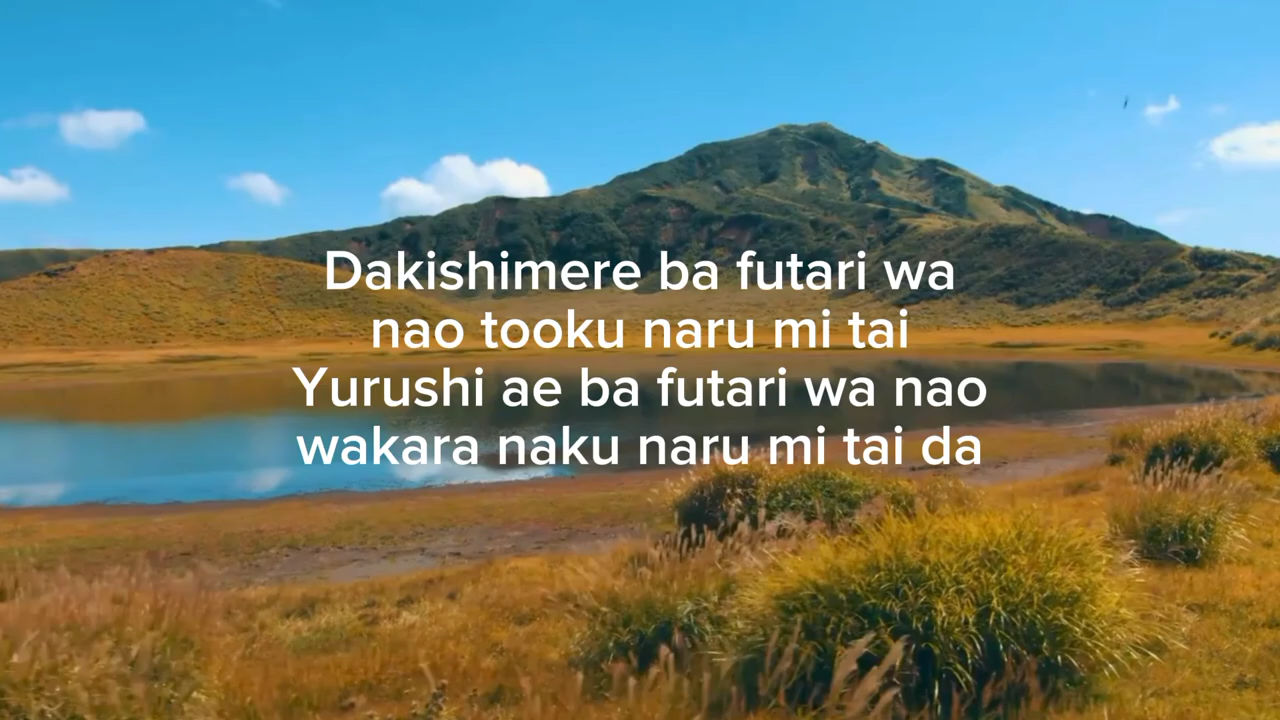 Dakishimere ba futari wa
nao tooku naru mi tai
Yurushi ae ba futari wa nao
wakara naku naru mi tai da